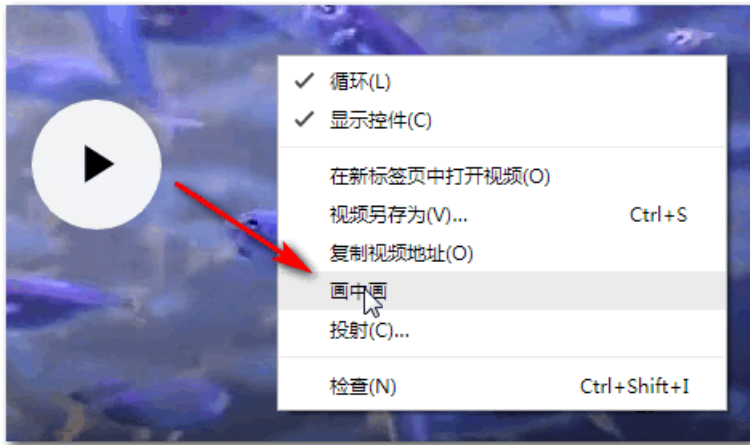 循环(L)
显示控件(C)
在新标签页中打开视频(O)
视频另存为(V)... Ctrl+S
复制视频地址(O)
画中画
投射(C)...
检查(N) Ctrl+Shift+I